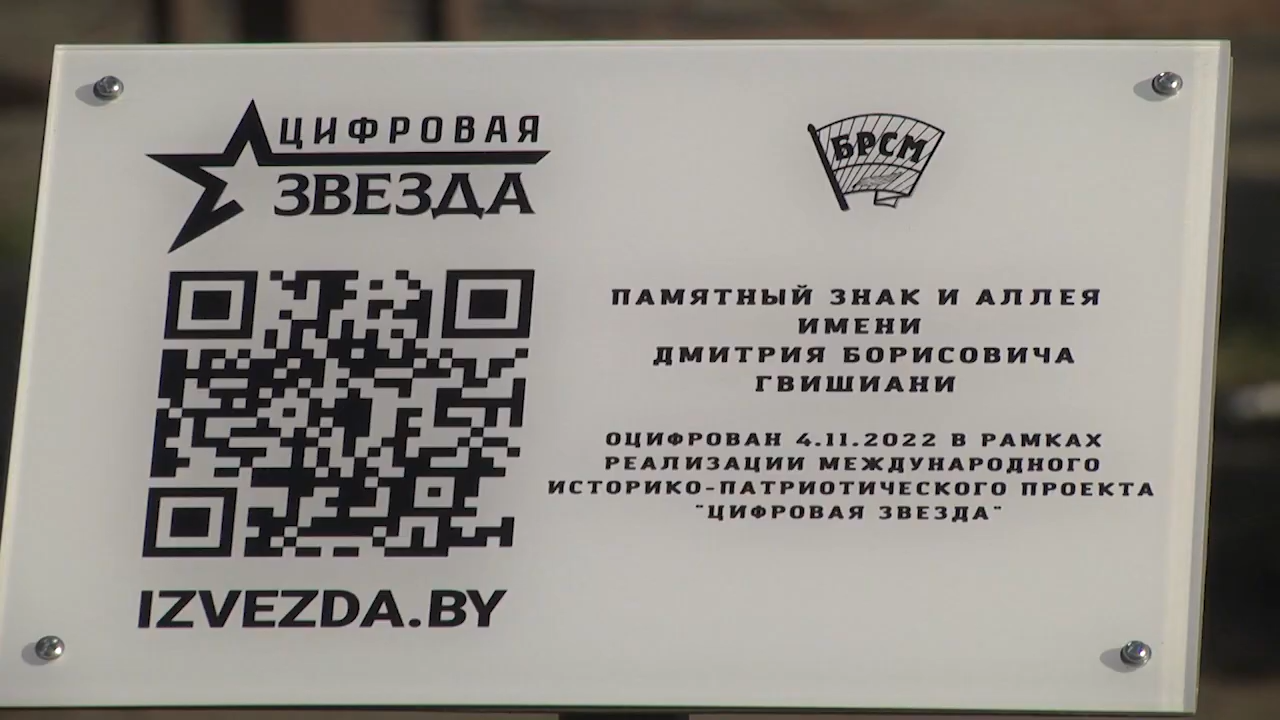 ЦИФРОВАЯ
ЗВЕЗДА
БРСМ
ПАМЯТНЫЙ ЗНАК И АЛЛЕЯ
ИМЕНИ
ДМИТРИЯ БОРИСОВИЧА
ГВИШИАНИ
ОЦИФРОВАН 4.11.2022 В РАМКАХ
РЕАЛИЗАЦИИ МЕЖДУНАРОДНОГО
ИСТОРИКО-ПАТРИОТИЧЕСКОГО ПРОЕКТА
"ЦИФРОВАЯ ЗВЕЗДА"
IZVEZDA.BY